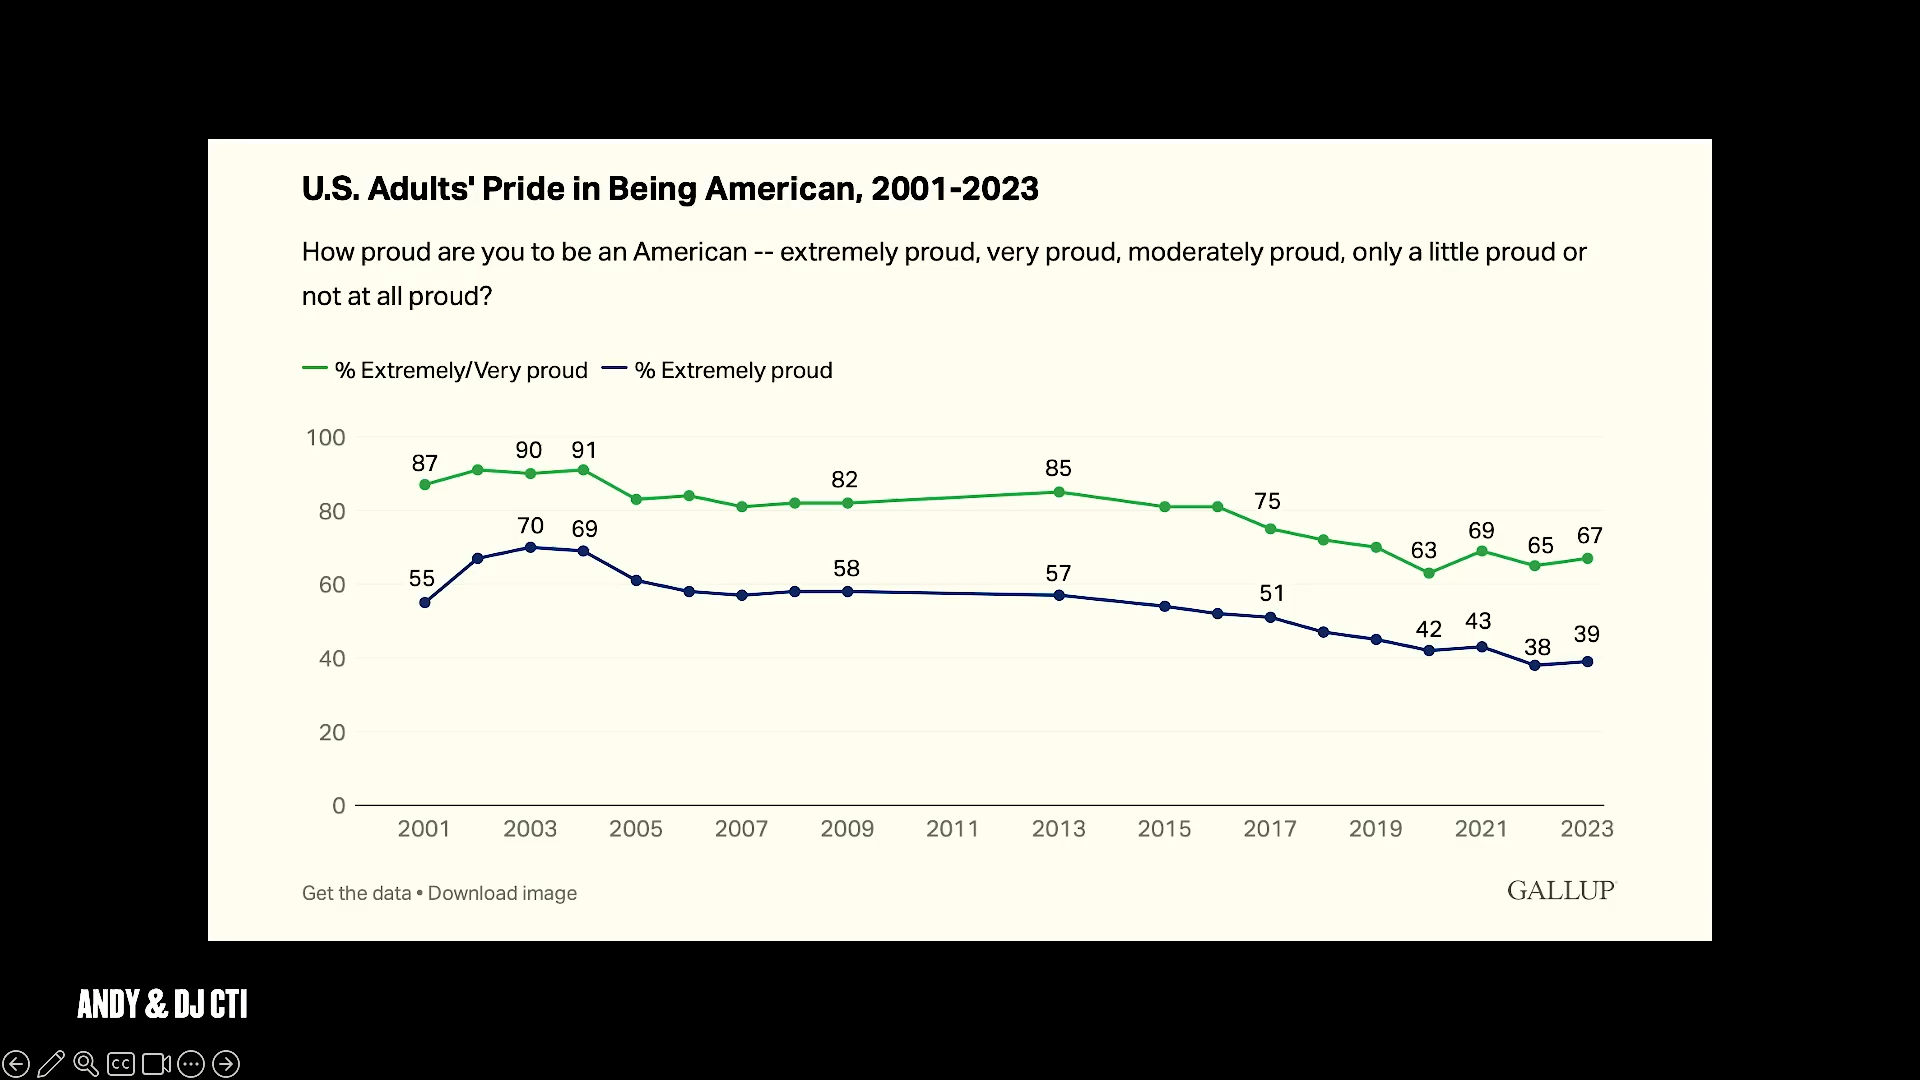 U.S. Adults' Pride in Being American, 2001-2023
How proud are you to be an American -- extremely proud, very proud, moderately proud, only a little proud or
not at all proud?
% Extremely/Very proud % Extremely proud
100
80
60
40
20
0
87 90 91 82 85 75 63 69 65 67
55 70 69 58 57 51 42 43 38 39
2001 2003 2005 2007 2009 2011 2013 2015 2017 2019 2021 2023
Get the data • Download image
GALLUP
ANDY & DJ CTI
CC